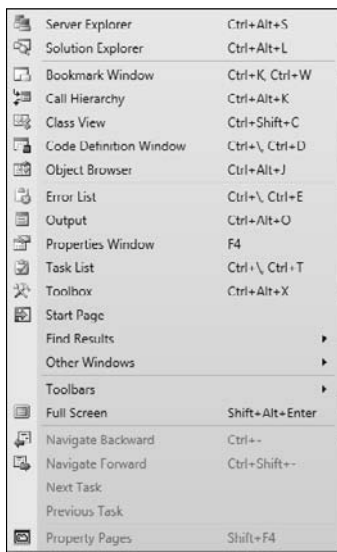 Server Explorer Ctrl+Alt+S
Solution Explorer Ctrl+Alt+L
Bookmark Window Ctrl+K, Ctrl+W
Call Hierarchy Ctrl+Alt+K
Class View Ctrl+Shift+C
Code Definition Window Ctrl+\, Ctrl+D
Object Browser Ctrl+Alt+J
Error List Ctrl+\, Ctrl+E
Output Ctrl+Alt+O
Properties Window F4
Task List Ctrl+\, Ctrl+T
Toolbox Ctrl+Alt+X
Start Page
Find Results
Other Windows
Toolbars
Full Screen Shift+Alt+Enter
Navigate Backward Ctrl+-
Navigate Forward Ctrl+Shift+-
Next Task
Previous Task
Property Pages Shift+F4